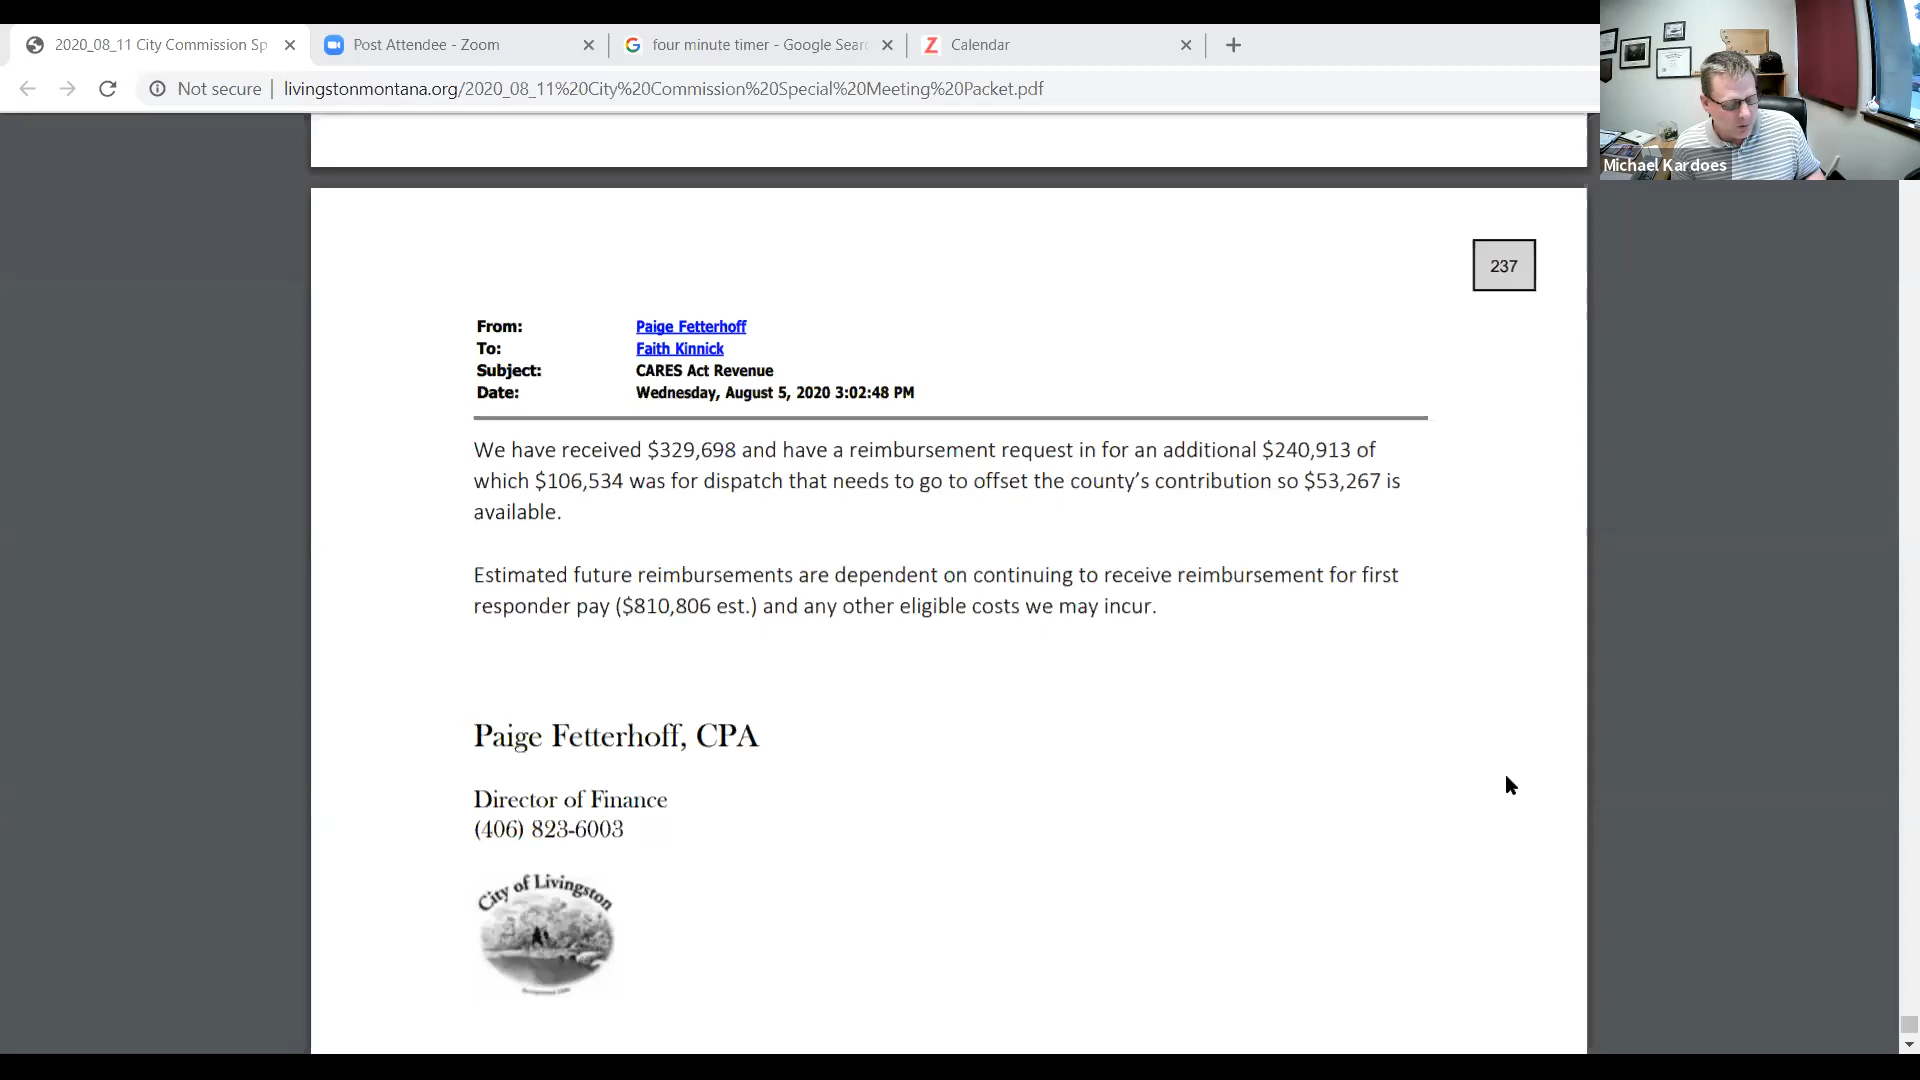 2020_08_11 City Commission Sp
Post Attendee - Zoom
four minute timer - Google Sear
Calendar
Not secure
livingstonmontana.org/2020_08_11%20City%20Commission%20Special%20Meeting%20Packet.pdf
Michael Kardoes
237
From: Paige Fetterhoff
To: Faith Kinnick
Subject: CARES Act Revenue
Date: Wednesday, August 5, 2020 3:02:48 PM
We have received $329,698 and have a reimbursement request in for an additional $240,913 of
which $106,534 was for dispatch that needs to go to offset the county’s contribution so $53,267 is
available.
Estimated future reimbursements are dependent on continuing to receive reimbursement for first
responder pay ($810,806 est.) and any other eligible costs we may incur.
Paige Fetterhoff, CPA
Director of Finance
(406) 823-6003
City of Livingston